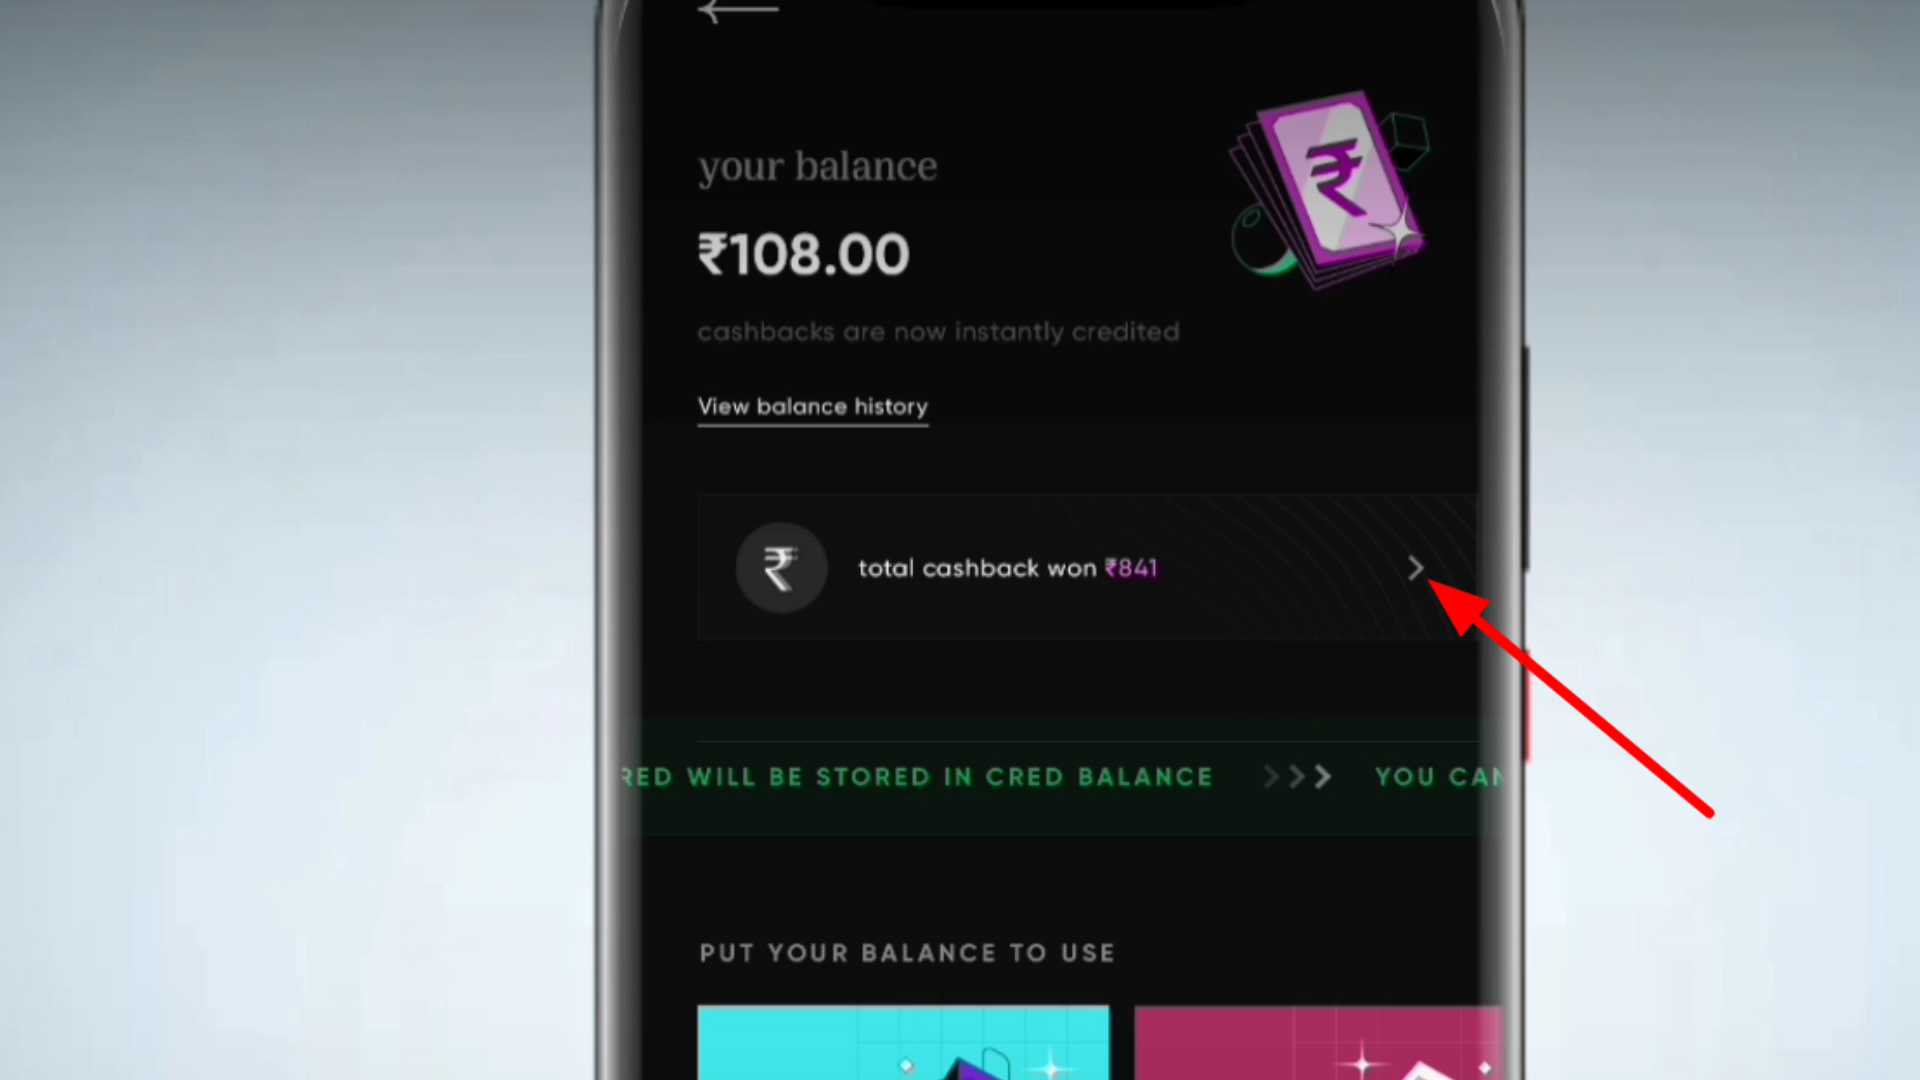 your balance
₹108.00
cashbacks are now instantly credited
View balance history
₹
total cashback won ₹841
RED WILL BE STORED IN CRED BALANCE >>> YOU CAN
PUT YOUR BALANCE TO USE